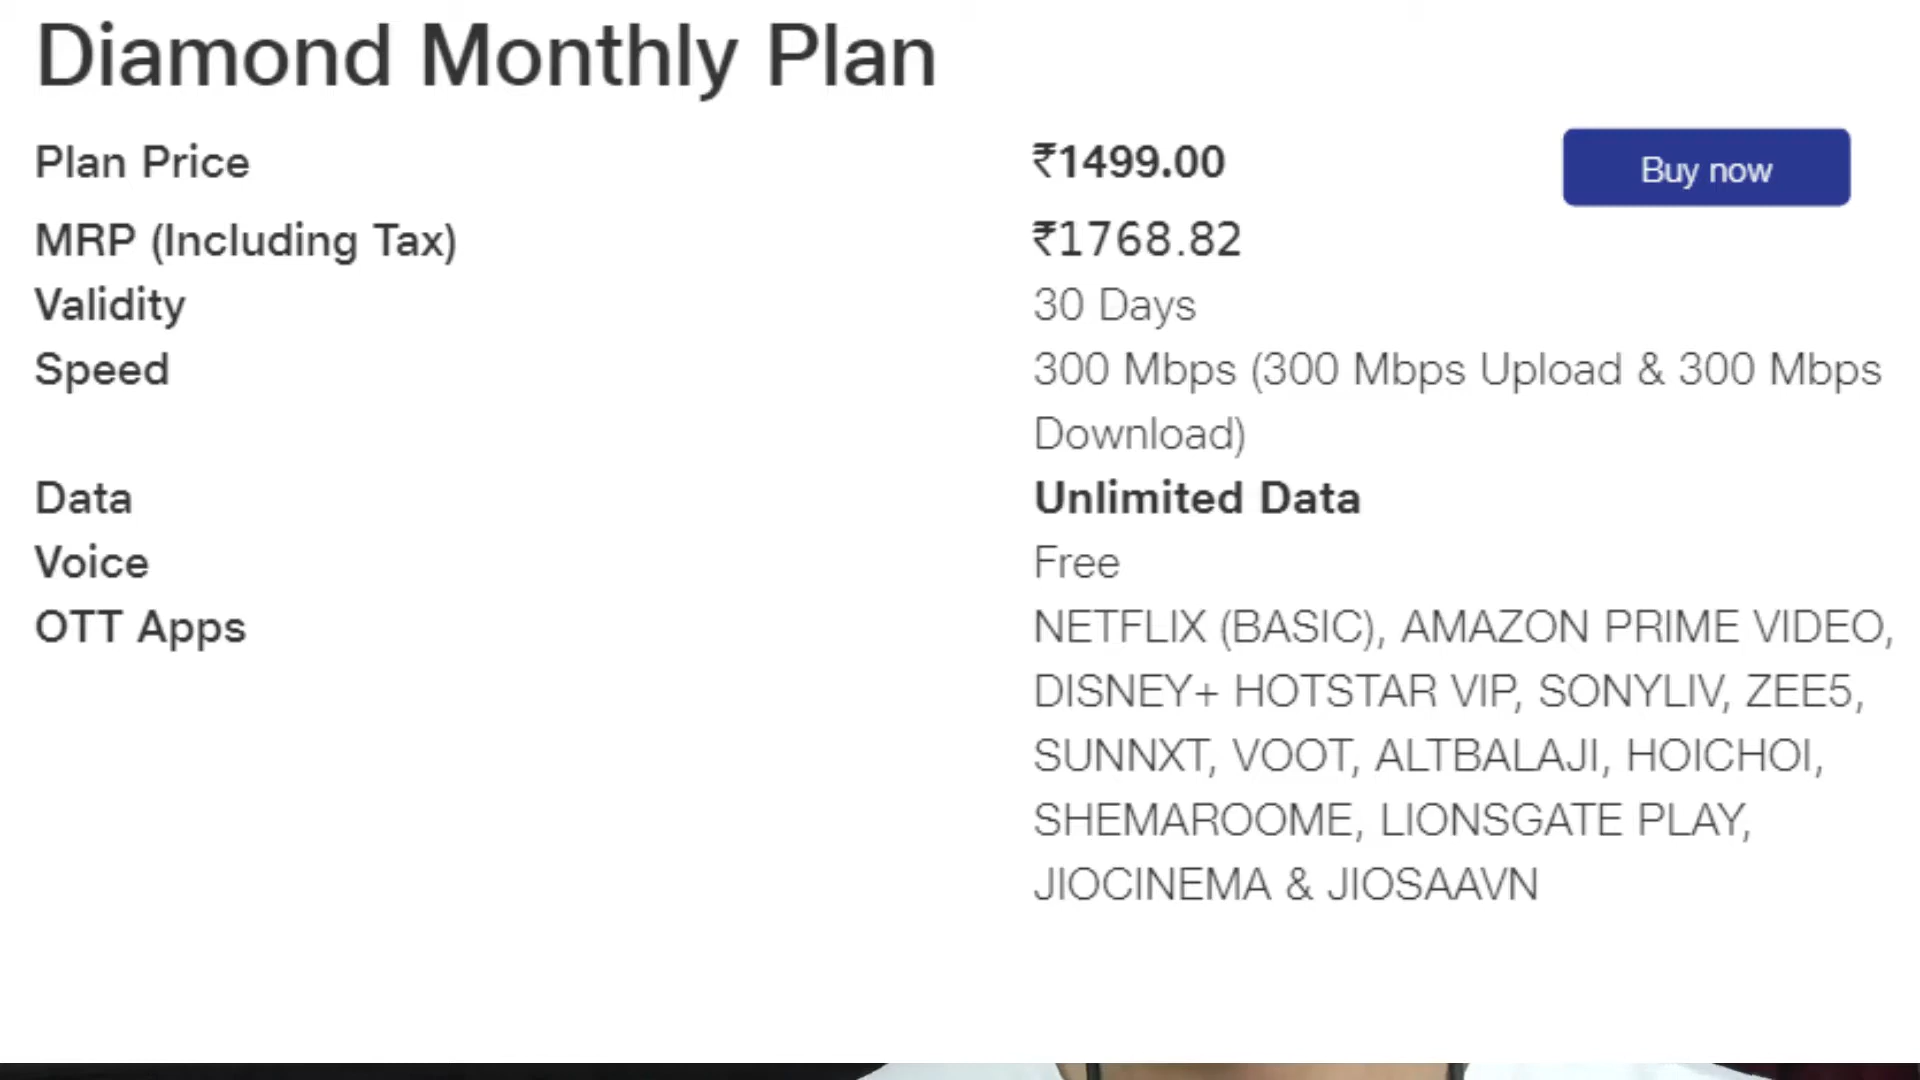 Diamond Monthly Plan
Plan Price ₹1499.00 Buy now
MRP (Including Tax) ₹1768.82
Validity 30 Days
Speed 300 Mbps (300 Mbps Upload & 300 Mbps
Download)
Data Unlimited Data
Voice Free
OTT Apps NETFLIX (BASIC), AMAZON PRIME VIDEO,
DISNEY+ HOTSTAR VIP, SONYLIV, ZEE5,
SUNNXT, VOOT, ALTBALAJI, HOICHOI,
SHEMAROOME, LIONSGATE PLAY,
JIOCINEMA & JIOSAAVN